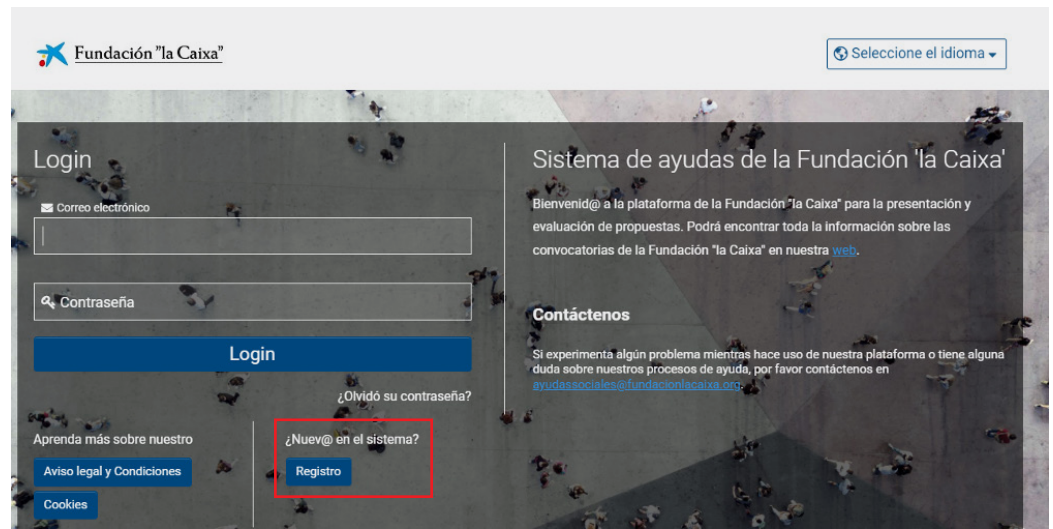 Fundación "la Caixa"
Seleccione el idioma
Login
Correo electrónico
Contraseña
Login
¿Olvidó su contraseña?
Aprenda más sobre nuestro
Aviso legal y Condiciones
Cookies
¿Nuev@ en el sistema?
Registro
Sistema de ayudas de la Fundación 'la Caixa'
Bienvenid@ a la plataforma de la Fundación "la Caixa" para la presentación y
evaluación de propuestas. Podrá encontrar toda la información sobre las
convocatorias de la Fundación "la Caixa" en nuestra web.
Contáctenos
Si experimenta algún problema mientras hace uso de nuestra plataforma o tiene alguna
duda sobre nuestros procesos de ayuda, por favor contáctenos en
ayudassociales@fundacionlacaixa.org.